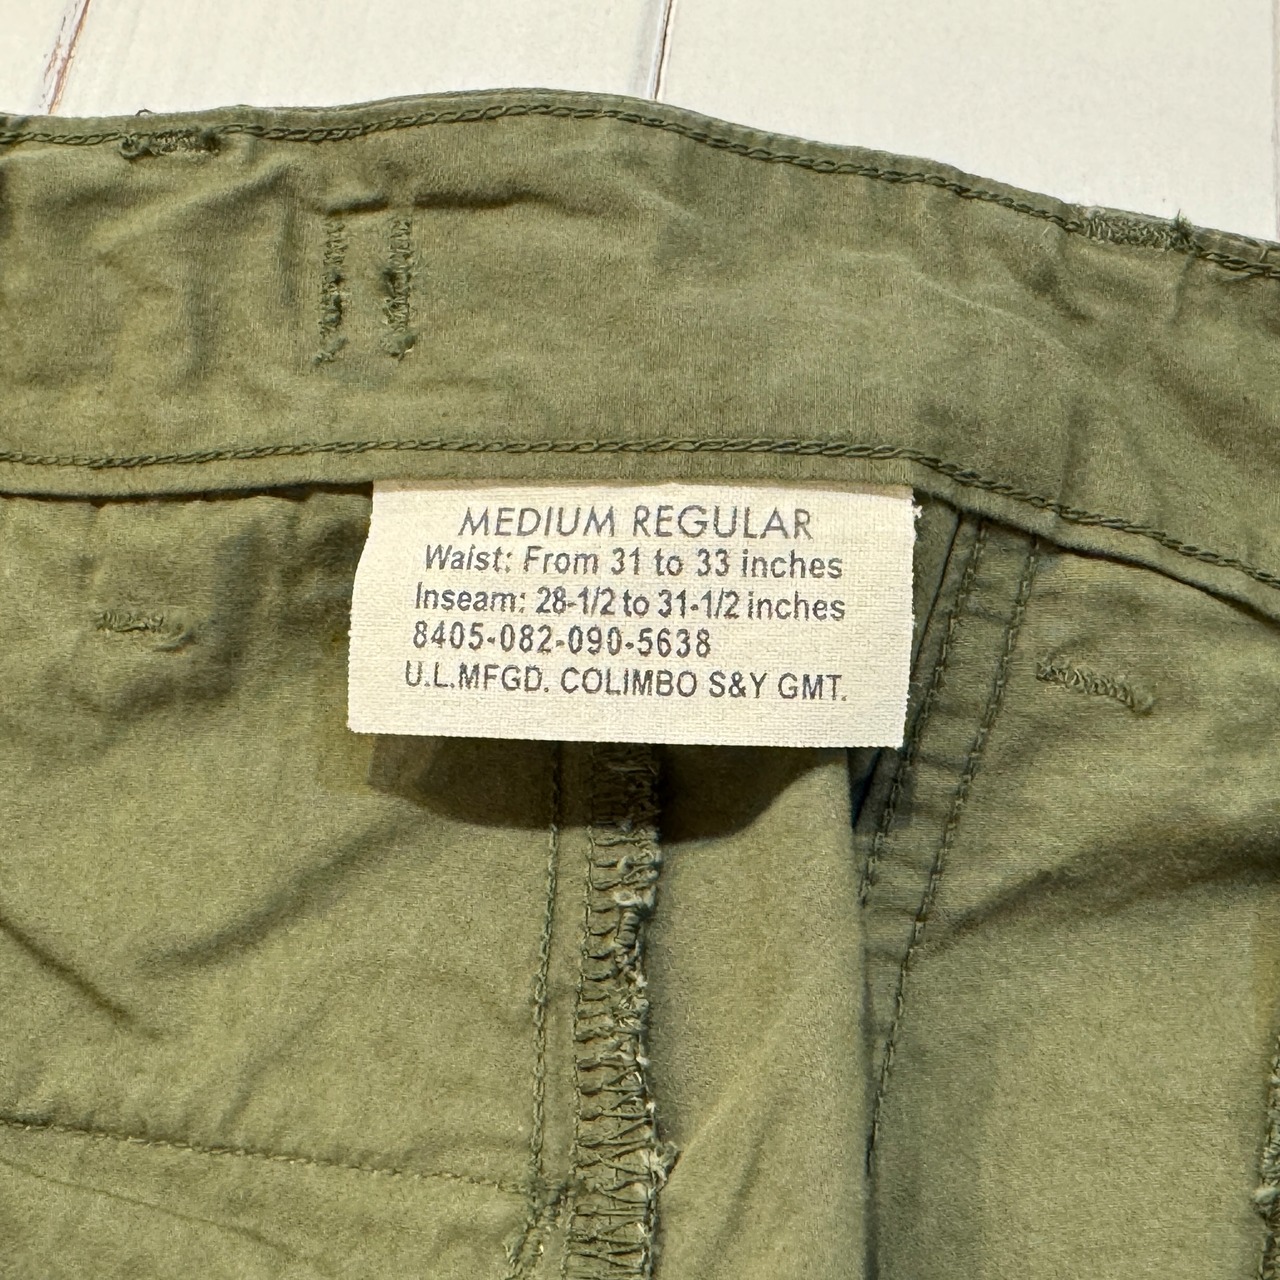 MEDIUM REGULAR
Waist: From 31 to 33 inches
Inseam: 28-1/2 to 31-1/2 inches
8405-082-090-5638
U.L.MFGD. COLIMBO S&Y GMT.